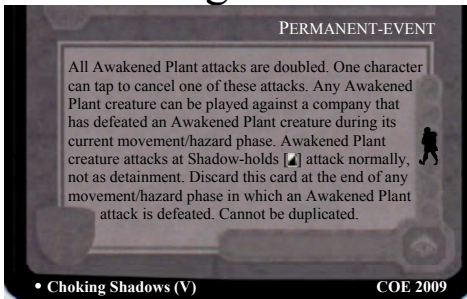 PERMANENT-EVENT
All Awakened Plant attacks are doubled. One character
can tap to cancel one of these attacks. Any Awakened
Plant creature can be played against a company that
has defeated an Awakened Plant creature during its
current movement/hazard phase. Awakened Plant
creature attacks at Shadow-holds [] attack normally,
not as detainment. Discard this card at the end of any
movement/hazard phase in which an Awakened Plant
attack is defeated. Cannot be duplicated.
• Choking Shadows (V) COE 2009